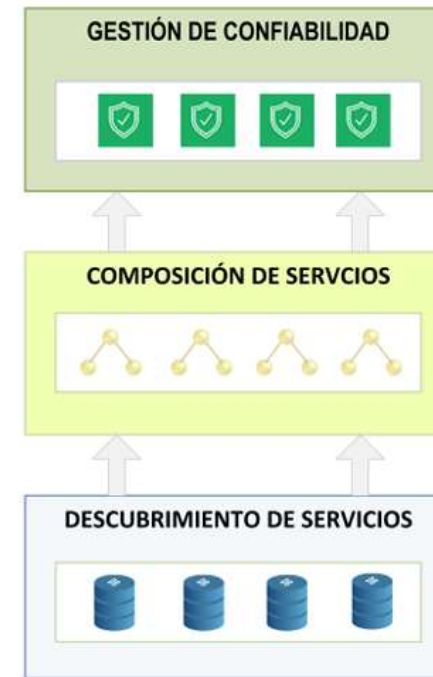 GESTIÓN DE CONFIABILIDAD
COMPOSICIÓN DE SERVCIOS
DESCUBRIMIENTO DE SERVICIOS